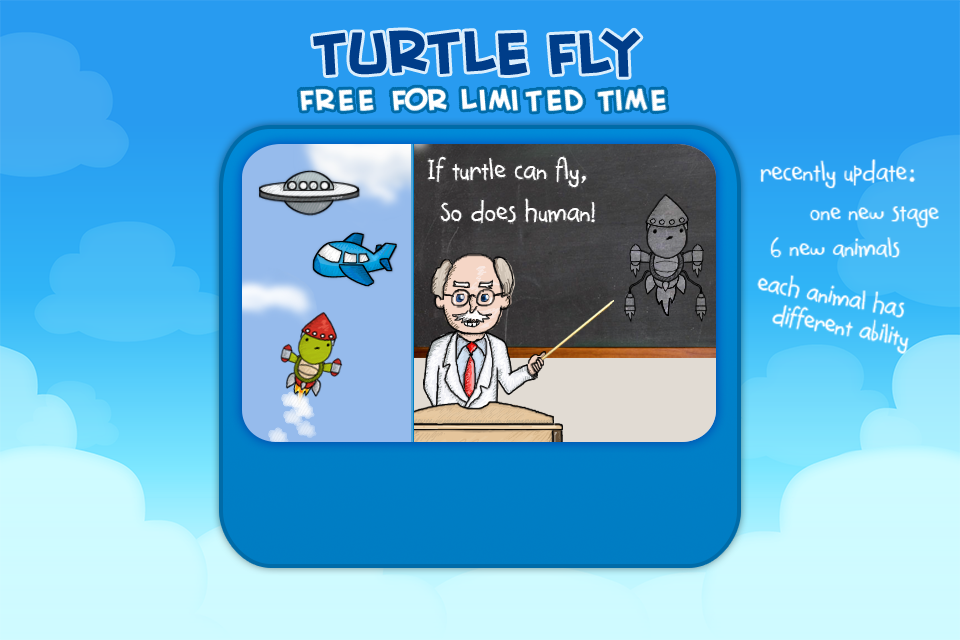 TURTLE FLY
FREE FOR LIMITED TIME
If turtle can fly,
So does human!
recently update:
one new stage
6 new animals
each animal has
different ability